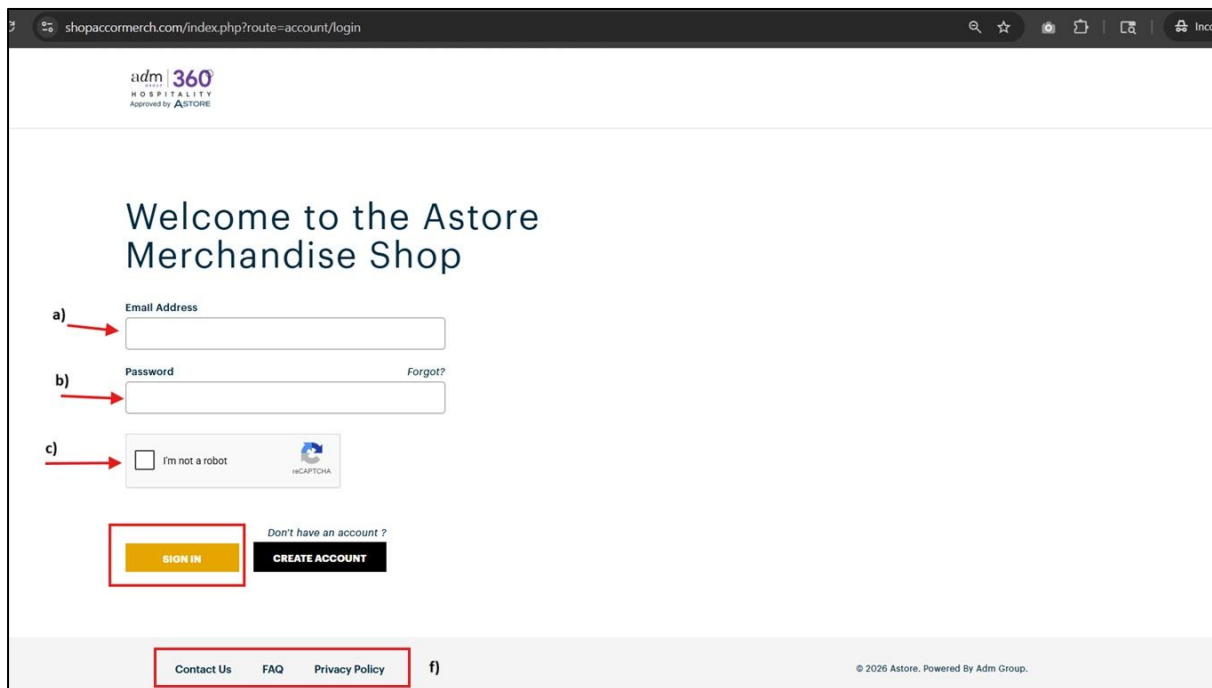 shopaccormerch.com/index.php?route=account/login
Inco
adm 360°
GROUP
HOSPITALITY
Approved by ASTORE
Welcome to the Astore
Merchandise Shop
Email Address
a)
Password Forgot?
b)
c)
I'm not a robot
reCAPTCHA
Don't have an account ?
SIGN IN CREATE ACCOUNT
Contact Us FAQ Privacy Policy f) © 2026 Astore. Powered By Adm Group.